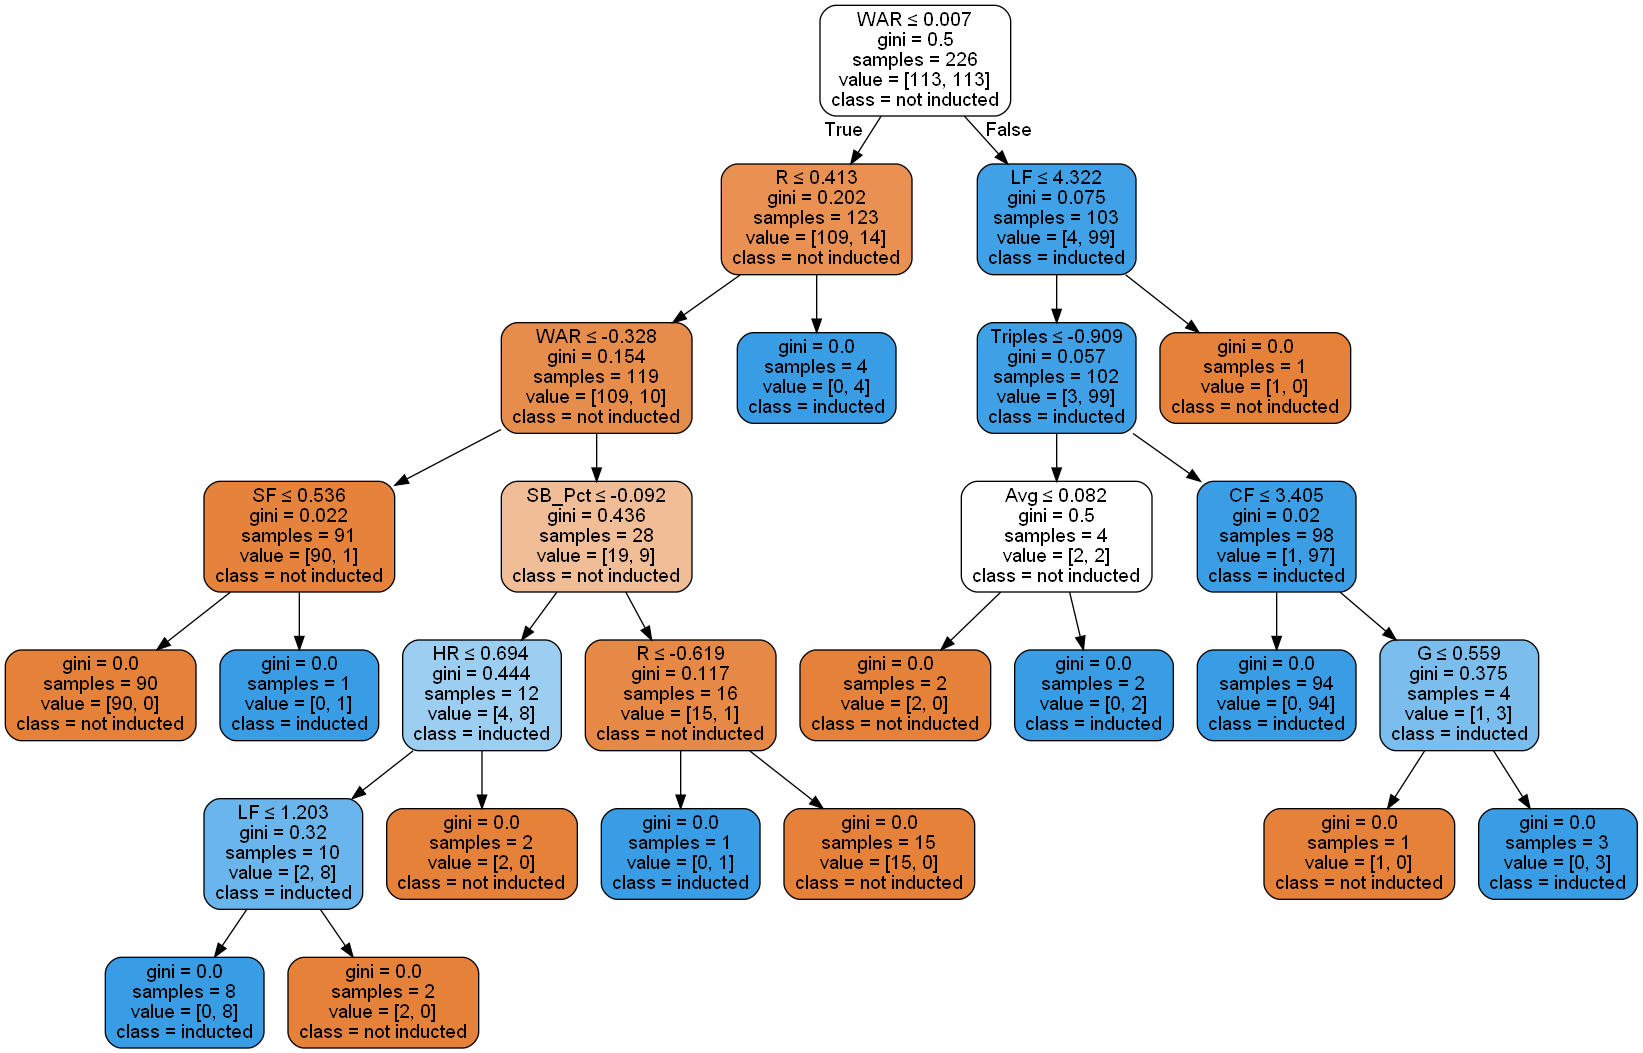 WAR ≤ 0.007
gini = 0.5
samples = 226
value = [113, 113]
class = not inducted
True
False
R ≤ 0.413
gini = 0.202
samples = 123
value = [109, 14]
class = not inducted
LF ≤ 4.322
gini = 0.075
samples = 103
value = [4, 99]
class = inducted
WAR ≤ -0.328
gini = 0.154
samples = 119
value = [109, 10]
class = not inducted
gini = 0.0
samples = 4
value = [0, 4]
class = inducted
Triples ≤ -0.909
gini = 0.057
samples = 102
value = [3, 99]
class = inducted
gini = 0.0
samples = 1
value = [1, 0]
class = not inducted
SF ≤ 0.536
gini = 0.022
samples = 91
value = [90, 1]
class = not inducted
SB_Pct ≤ -0.092
gini = 0.436
samples = 28
value = [19, 9]
class = not inducted
Avg ≤ 0.082
gini = 0.5
samples = 4
value = [2, 2]
class = not inducted
CF ≤ 3.405
gini = 0.02
samples = 98
value = [1, 97]
class = inducted
gini = 0.0
samples = 90
value = [90, 0]
class = not inducted
gini = 0.0
samples = 1
value = [0, 1]
class = inducted
HR ≤ 0.694
gini = 0.444
samples = 12
value = [4, 8]
class = inducted
R ≤ -0.619
gini = 0.117
samples = 16
value = [15, 1]
class = not inducted
gini = 0.0
samples = 2
value = [2, 0]
class = not inducted
gini = 0.0
samples = 2
value = [0, 2]
class = inducted
gini = 0.0
samples = 94
value = [0, 94]
class = inducted
G ≤ 0.559
gini = 0.375
samples = 4
value = [1, 3]
class = inducted
LF ≤ 1.203
gini = 0.32
samples = 10
value = [2, 8]
class = inducted
gini = 0.0
samples = 2
value = [2, 0]
class = not inducted
gini = 0.0
samples = 1
value = [0, 1]
class = inducted
gini = 0.0
samples = 15
value = [15, 0]
class = not inducted
gini = 0.0
samples = 1
value = [1, 0]
class = not inducted
gini = 0.0
samples = 3
value = [0, 3]
class = inducted
gini = 0.0
samples = 8
value = [0, 8]
class = inducted
gini = 0.0
samples = 2
value = [2, 0]
class = not inducted